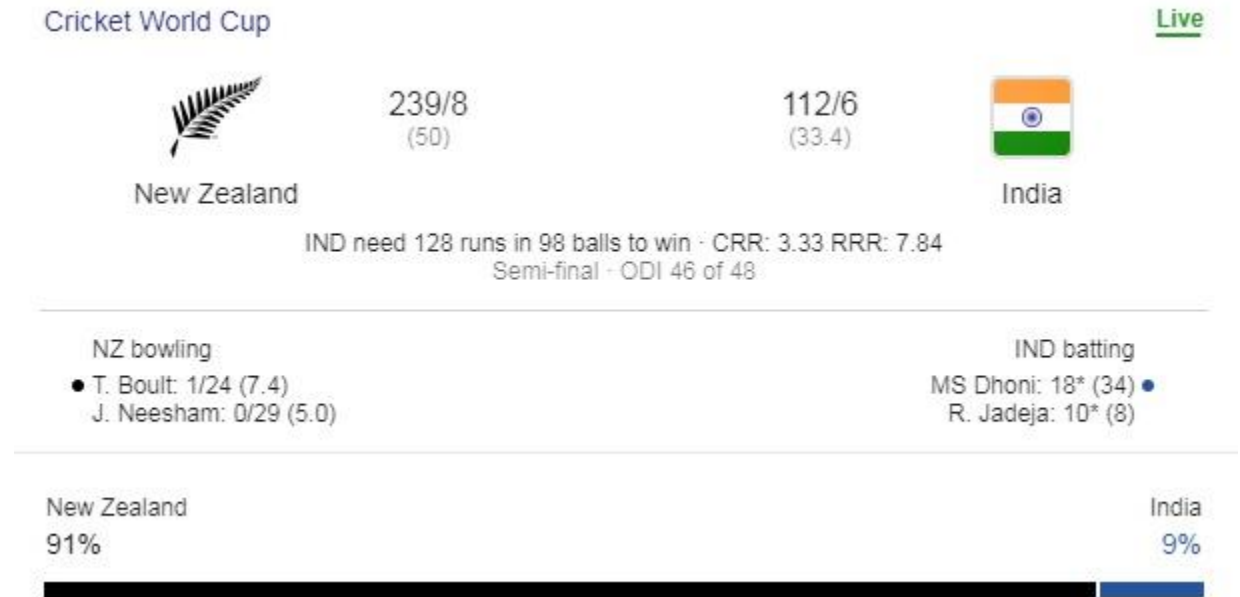 Cricket World Cup Live
239/8 112/6
(50) (33.4)
New Zealand India
IND need 128 runs in 98 balls to win · CRR: 3.33 RRR: 7.84
Semi-final · ODI 46 of 48
NZ bowling IND batting
T. Boult: 1/24 (7.4) MS Dhoni: 18* (34)
J. Neesham: 0/29 (5.0) R. Jadeja: 10* (8)
New Zealand India
91% 9%